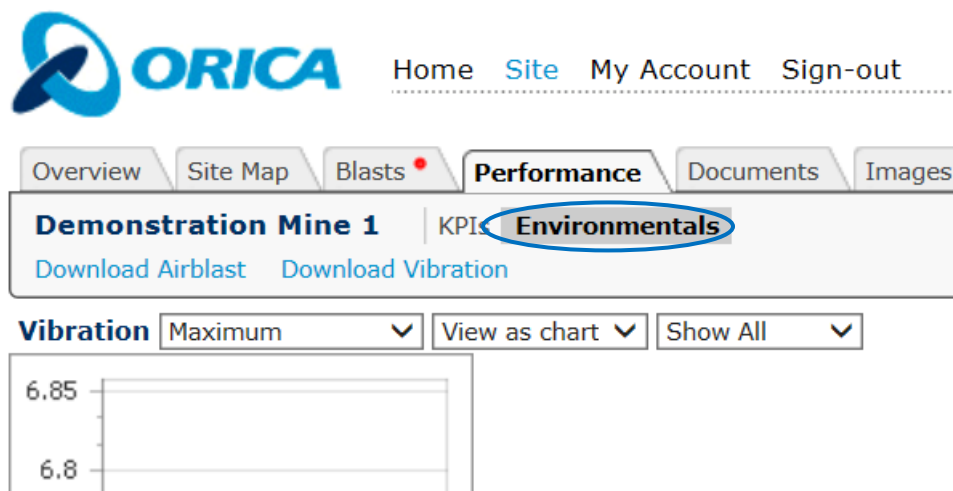 ORICA Home Site My Account Sign-out
Overview Site Map Blasts Performance Documents Images
Demonstration Mine 1 KPIs Environmentals
Download Airblast Download Vibration
Vibration Maximum View as chart Show All
6.85
6.8